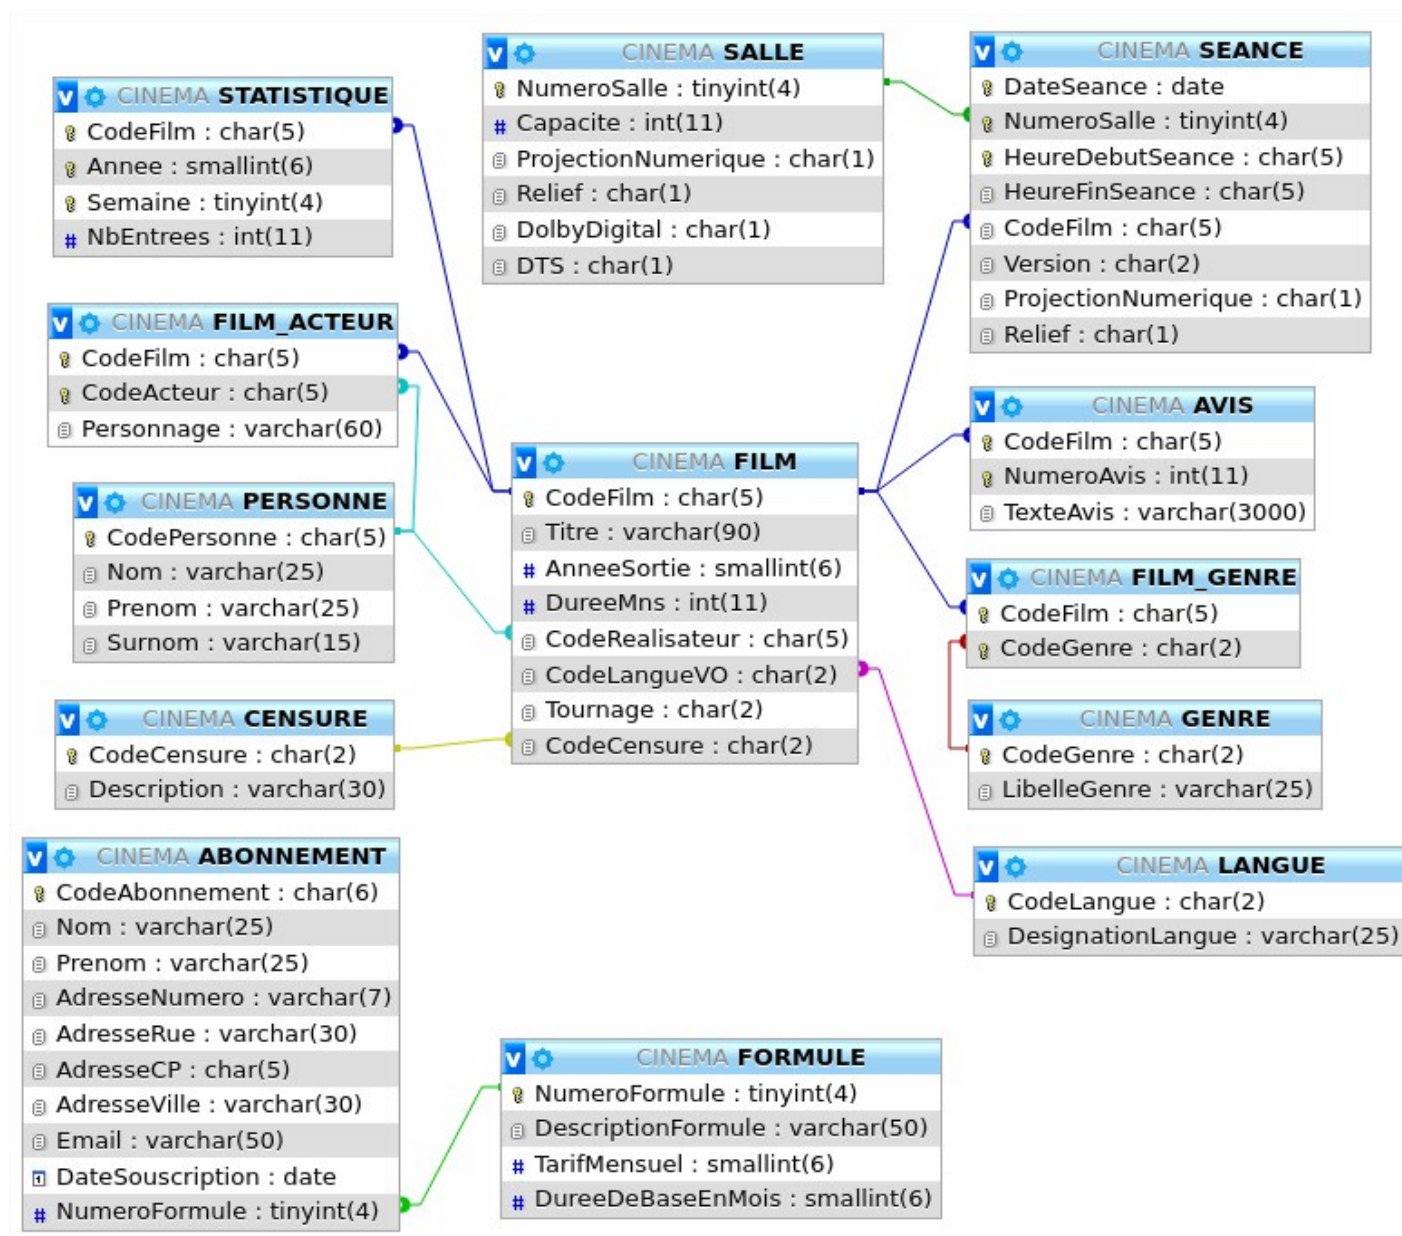 CINEMA STATISTIQUE
CodeFilm : char(5)
Annee : smallint(6)
Semaine : tinyint(4)
NbEntrees : int(11)
CINEMA SALLE
NumeroSalle : tinyint(4)
Capacite : int(11)
ProjectionNumerique : char(1)
Relief : char(1)
DolbyDigital : char(1)
DTS : char(1)
CINEMA SEANCE
DateSeance : date
NumeroSalle : tinyint(4)
HeureDebutSeance : char(5)
HeureFinSeance : char(5)
CodeFilm : char(5)
Version : char(2)
ProjectionNumerique : char(1)
Relief : char(1)
CINEMA FILM_ACTEUR
CodeFilm : char(5)
CodeActeur : char(5)
Personnage : varchar(60)
CINEMA PERSONNE
CodePersonne : char(5)
Nom : varchar(25)
Prenom : varchar(25)
Surnom : varchar(15)
CINEMA FILM
CodeFilm : char(5)
Titre : varchar(90)
AnneeSortie : smallint(6)
DureeMns : int(11)
CodeRealisateur : char(5)
CodeLangueVO : char(2)
Tournage : char(2)
CodeCensure : char(2)
CINEMA AVIS
CodeFilm : char(5)
NumeroAvis : int(11)
TexteAvis : varchar(3000)
CINEMA FILM_GENRE
CodeFilm : char(5)
CodeGenre : char(2)
CINEMA CENSURE
CodeCensure : char(2)
Description : varchar(30)
CINEMA GENRE
CodeGenre : char(2)
LibelleGenre : varchar(25)
CINEMA ABONNEMENT
CodeAbonnement : char(6)
Nom : varchar(25)
Prenom : varchar(25)
AdresseNumero : varchar(7)
AdresseRue : varchar(30)
AdresseCP : char(5)
AdresseVille : varchar(30)
Email : varchar(50)
DateSouscription : date
NumeroFormule : tinyint(4)
CINEMA LANGUE
CodeLangue : char(2)
DesignationLangue : varchar(25)
CINEMA FORMULE
NumeroFormule : tinyint(4)
DescriptionFormule : varchar(50)
TarifMensuel : smallint(6)
DureeDeBaseEnMois : smallint(6)